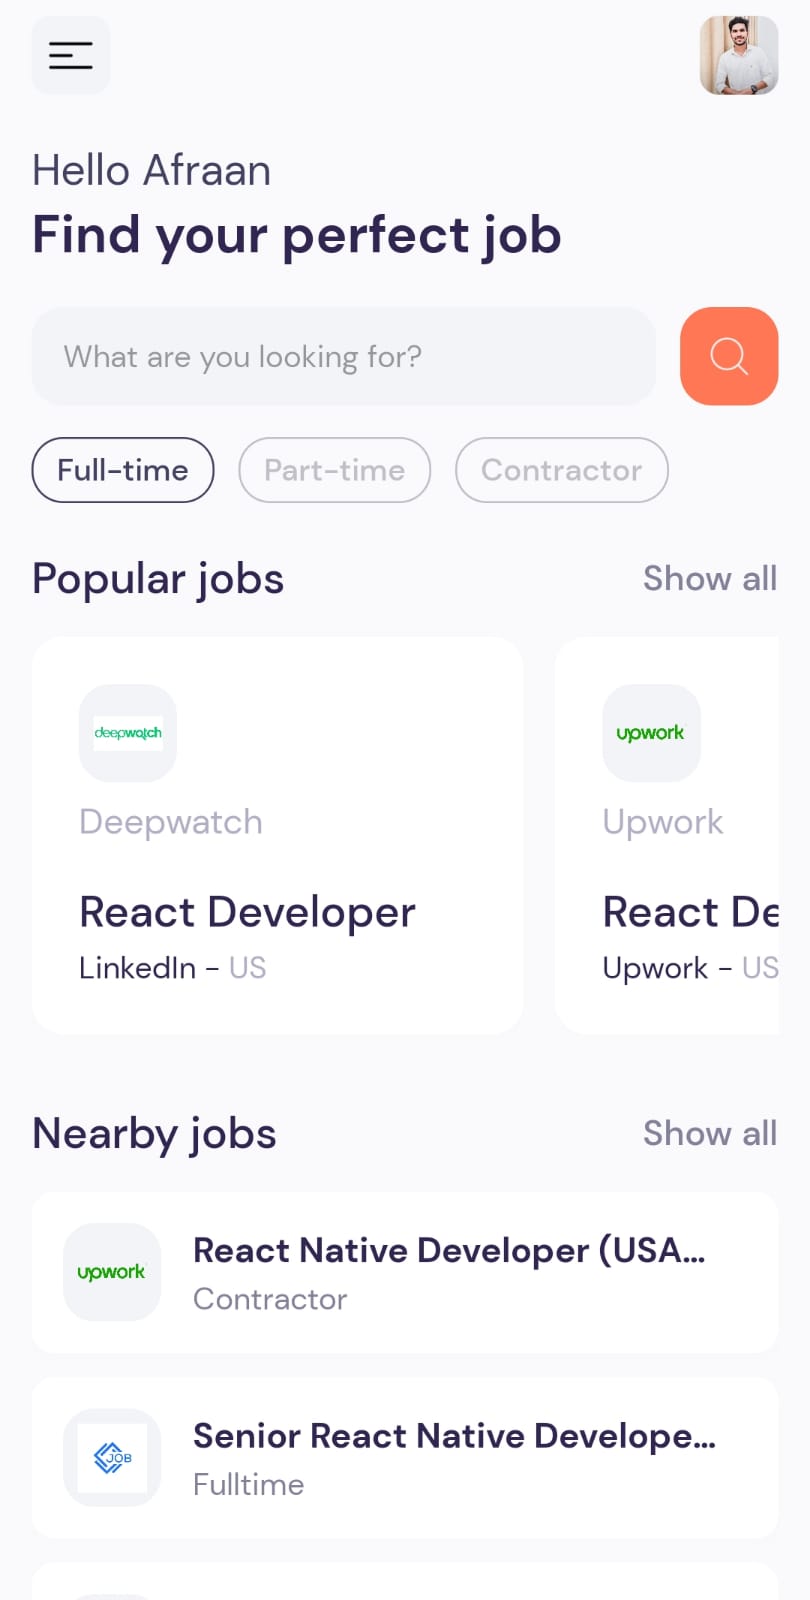 Hello Afraan
Find your perfect job
What are you looking for?
Full-time
Part-time
Contractor
Popular jobs
Show all
deepwatch
Deepwatch
React Developer
LinkedIn - US
upwork
Upwork
React De
Upwork - US
Nearby jobs
Show all
upwork
React Native Developer (USA...
Contractor
JOB
Senior React Native Develope...
Fulltime